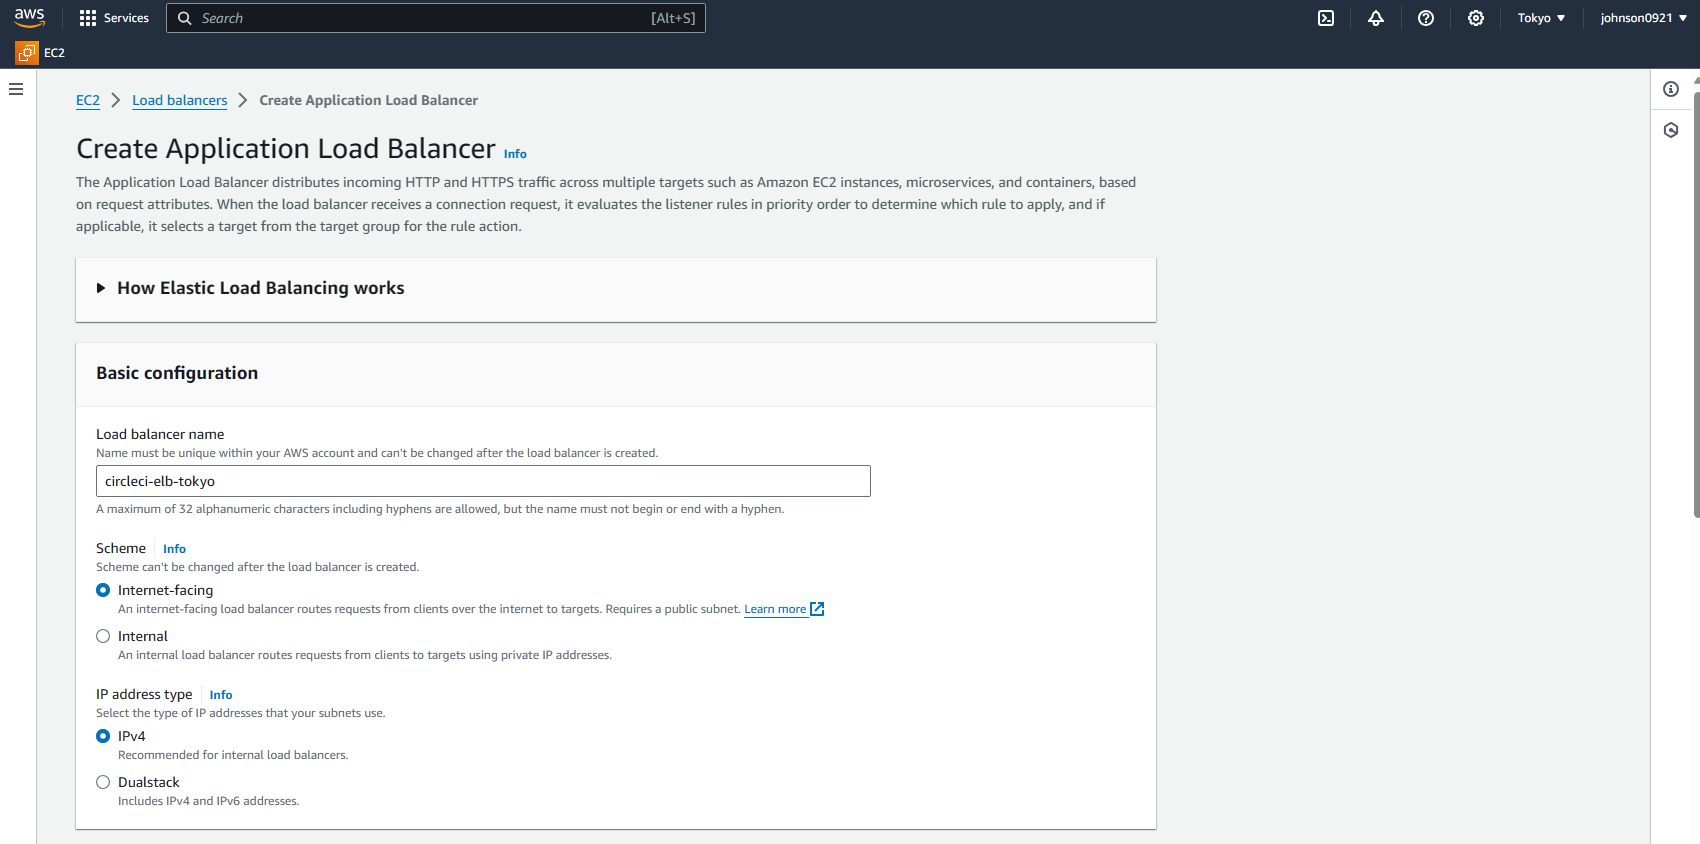 aws
Services
Search
[Alt+S]
Tokyo
johnson0921
EC2
EC2
Load balancers
Create Application Load Balancer
Create Application Load Balancer
Info
The Application Load Balancer distributes incoming HTTP and HTTPS traffic across multiple targets such as Amazon EC2 instances, microservices, and containers, based
on request attributes. When the load balancer receives a connection request, it evaluates the listener rules in priority order to determine which rule to apply, and if
applicable, it selects a target from the target group for the rule action.
How Elastic Load Balancing works
Basic configuration
Load balancer name
Name must be unique within your AWS account and can't be changed after the load balancer is created.
circleci-elb-tokyo
A maximum of 32 alphanumeric characters including hyphens are allowed, but the name must not begin or end with a hyphen.
Scheme
Info
Scheme can't be changed after the load balancer is created.
Internet-facing
An internet-facing load balancer routes requests from clients over the internet to targets. Requires a public subnet. Learn more
Internal
An internal load balancer routes requests from clients to targets using private IP addresses.
IP address type
Info
Select the type of IP addresses that your subnets use.
IPv4
Recommended for internal load balancers.
Dualstack
Includes IPv4 and IPv6 addresses.